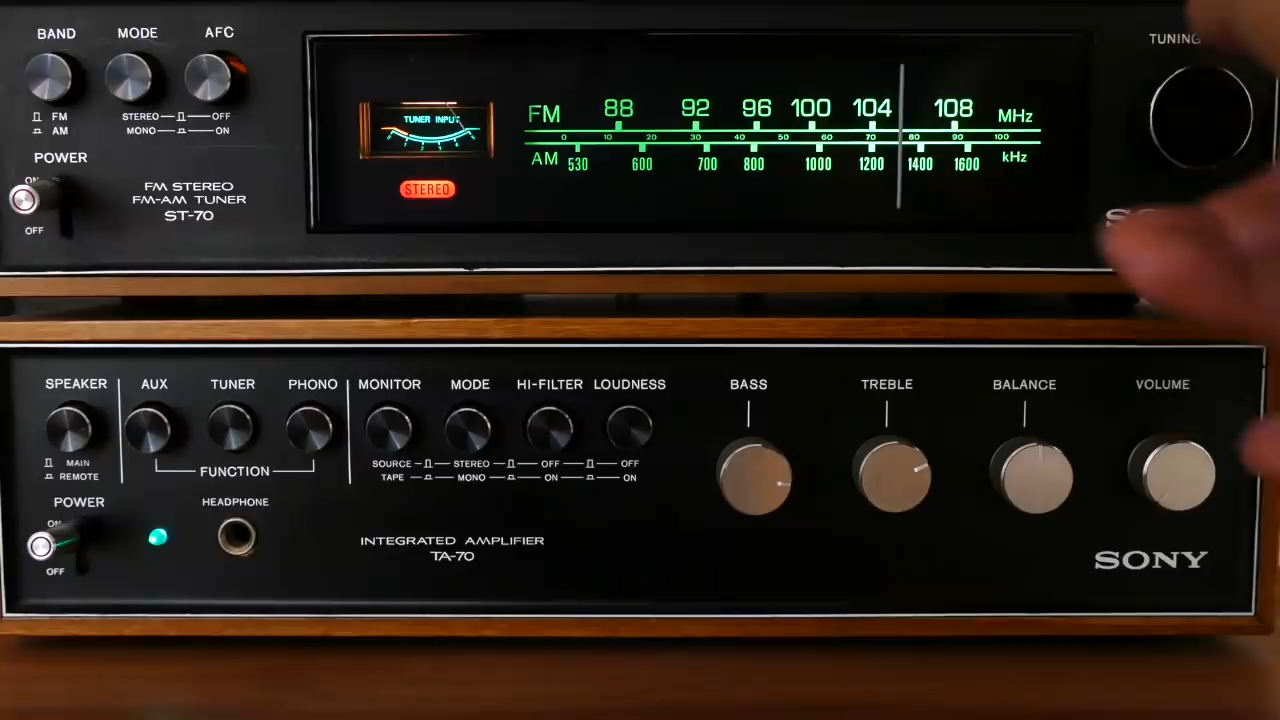 BAND MODE AFC
FM
AM
STEREO OFF
MONO ON
POWER
ON
OFF
FM STEREO
FM-AM TUNER
ST-70
TUNER INPUT
STEREO
FM 88 92 96 100 104 108 MHz
0 10 20 30 40 50 60 70 80 90 100
AM 530 600 700 800 1000 1200 1400 1600 kHz
TUNING
SPEAKER AUX TUNER PHONO MONITOR MODE HI-FILTER LOUDNESS BASS TREBLE BALANCE VOLUME
MAIN
REMOTE
FUNCTION
SOURCE STEREO OFF OFF
TAPE MONO ON ON
POWER
ON
OFF
HEADPHONE
INTEGRATED AMPLIFIER
TA-70
SONY